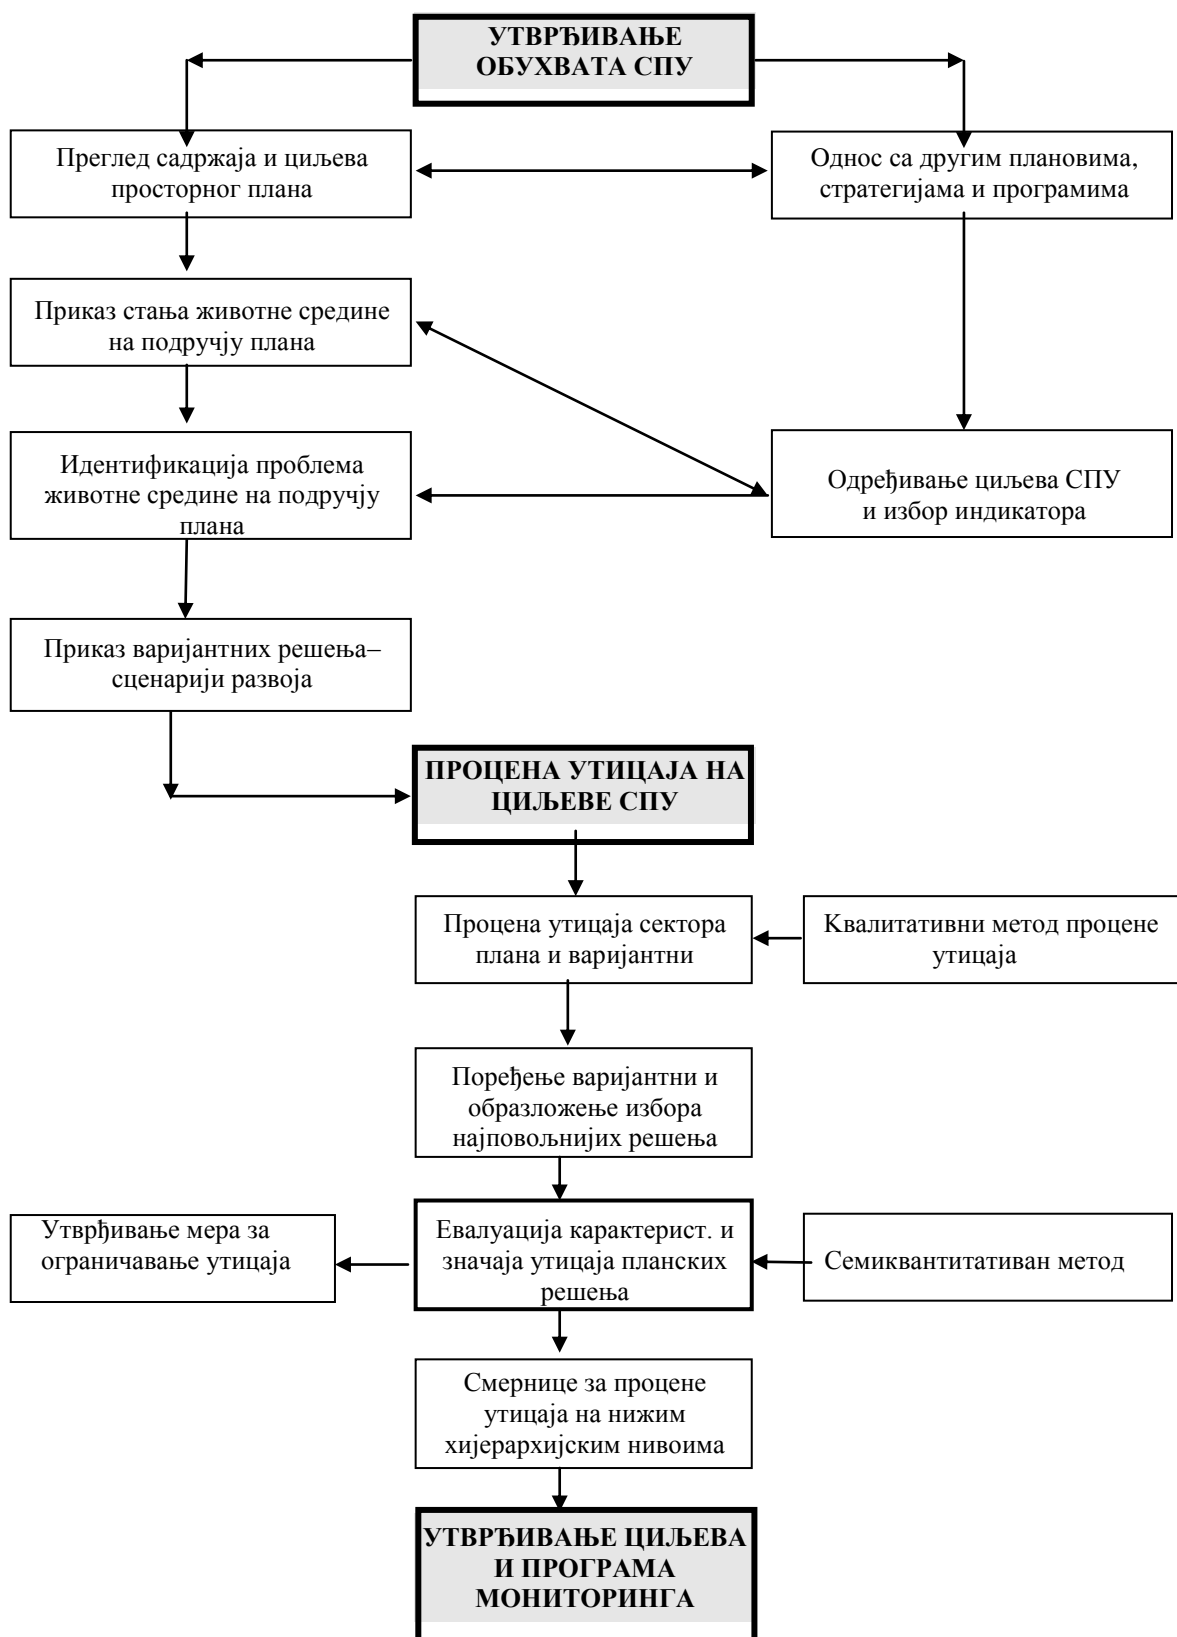 УТВРЂИВАЊЕ
ОБУХВАТА СПУ
Преглед садржаја и циљева
просторног плана
Однос са другим плановима,
стратегијама и програмима
Приказ стања животне средине
на подручју плана
Идентификација проблема
животне средине на подручју
плана
Одређивање циљева СПУ
и избор индикатора
Приказ варијантних решења–
сценарији развоја
ПРОЦЕНА УТИЦАЈА НА
ЦИЉЕВЕ СПУ
Процена утицаја сектора
плана и варијантни
Квалитативни метод процене
утицаја
Поређење варијантни и
образложење избора
најповољнијих решења
Утврђивање мера за
ограничавање утицаја
Евалуација карактерист. и
значаја утицаја планских
решења
Семиквантитативан метод
Смернице за процене
утицаја на нижим
хијерархијским нивоима
УТВРЂИВАЊЕ ЦИЉЕВА
И ПРОГРАМА
МОНИТОРИНГА